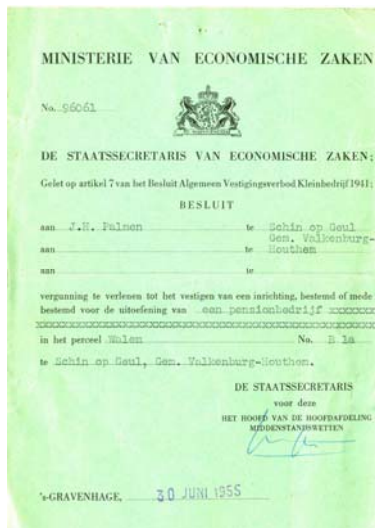 MINISTERIE VAN ECONOMISCHE ZAKEN
No. 96061
DE STAATSSECRETARIS VAN ECONOMISCHE ZAKEN;
Gelet op artikel 7 van het Besluit Algemeen Vestigingsverbod Kleinbedrijf 1941;
BESLUIT
aan J.H. Palmen te Schin op Geul
Gem. Valkenburg-
aan te Houthem
aan te
vergunning te verlenen tot het vestigen van een inrichting, bestemd of mede
bestemd voor de uitoefening van een pensionbedrijf xxxxxxx
xxxxxxxxxxxxxxxxxxxxxxxxxxxxxxxxxxxxxxxxxxxxxxxx
in het perceel Walem No. R 1a
te Schin op Geul, Gem. Valkenburg-Houthem.
DE STAATSSECRETARIS
voor deze
HET HOOFD VAN DE HOOFDAFDELING
MIDDENSTANDSWETTEN
's-GRAVENHAGE, 30 JUNI 1955